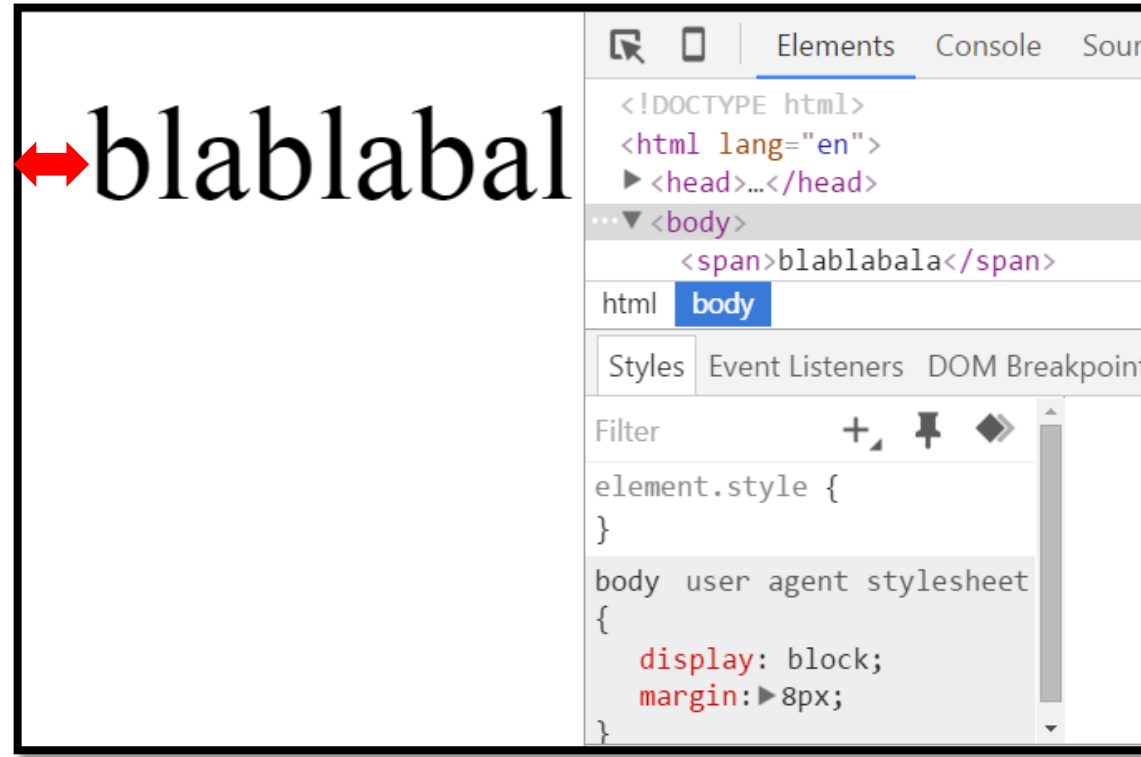 blablabal
Elements Console Sour
<!DOCTYPE html>
<html lang="en">
<head>…</head>
<body>
<span>blablabala</span>
html body
Styles Event Listeners DOM Breakpoint
Filter
element.style {
}
body user agent stylesheet
{
display: block;
margin: 8px;
}